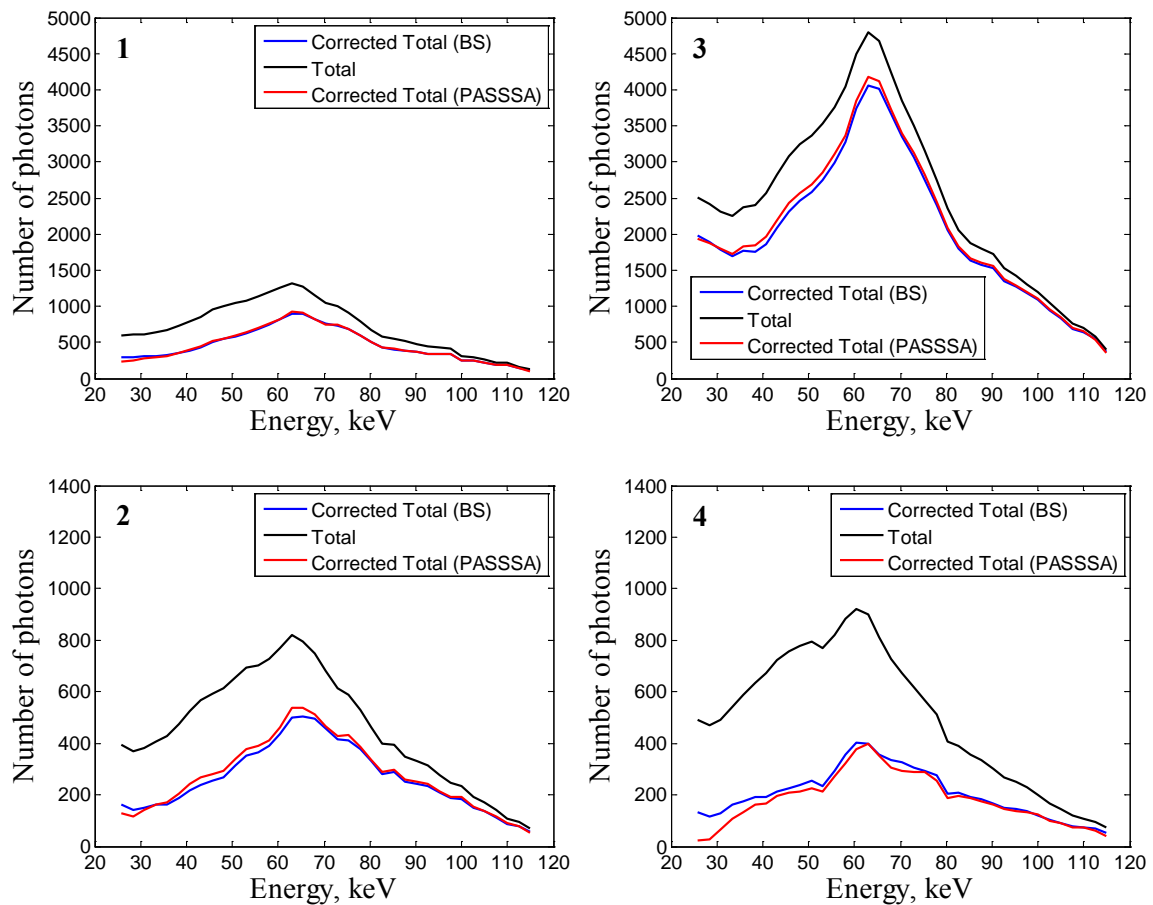 5000
4500
4000
3500
3000
2500
2000
1500
1000
500
0
Number of photons
1
Corrected Total (BS)
Total
Corrected Total (PASSSA)
20 30 40 50 60 70 80 90 100 110 120
Energy, keV
5000
4500
4000
3500
3000
2500
2000
1500
1000
500
0
Number of photons
3
Corrected Total (BS)
Total
Corrected Total (PASSSA)
20 30 40 50 60 70 80 90 100 110 120
Energy, keV
1400
1200
1000
800
600
400
200
0
Number of photons
2
Corrected Total (BS)
Total
Corrected Total (PASSSA)
20 30 40 50 60 70 80 90 100 110 120
Energy, keV
1400
1200
1000
800
600
400
200
0
Number of photons
4
Corrected Total (BS)
Total
Corrected Total (PASSSA)
20 30 40 50 60 70 80 90 100 110 120
Energy, keV